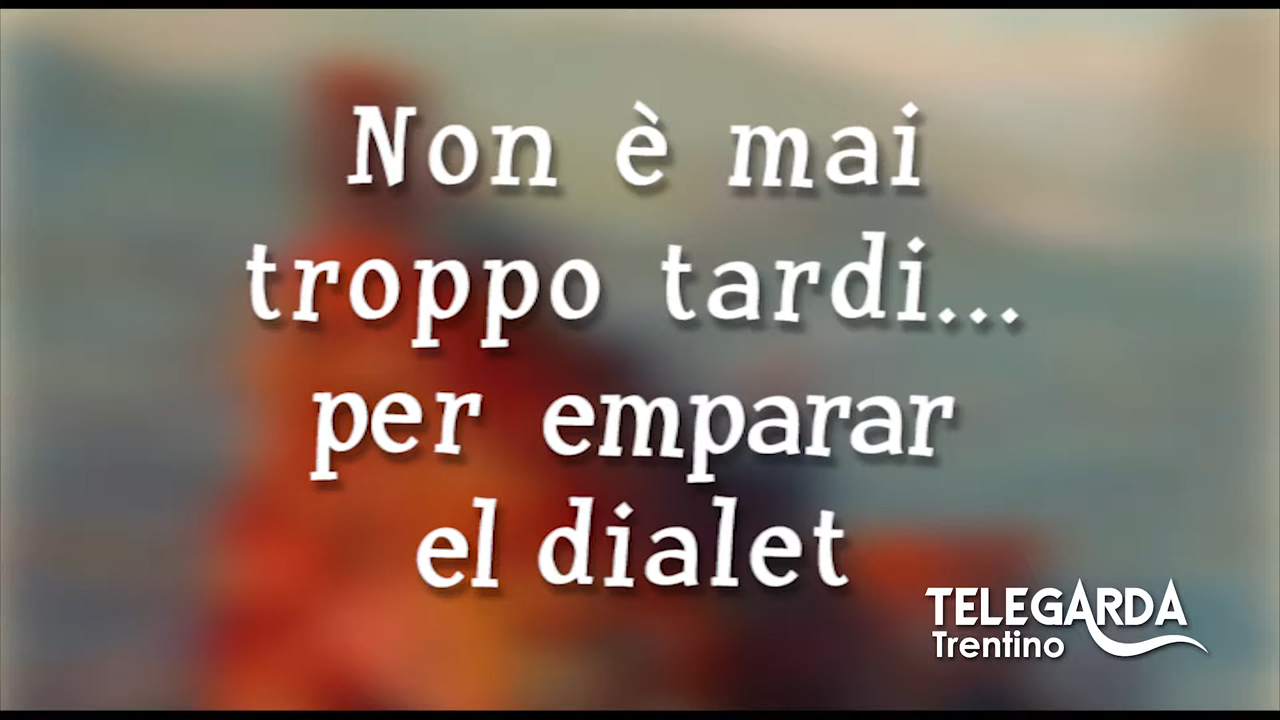 Non è mai
troppo tardi...
per emparar
el dialet
TELEGARDA
Trentino